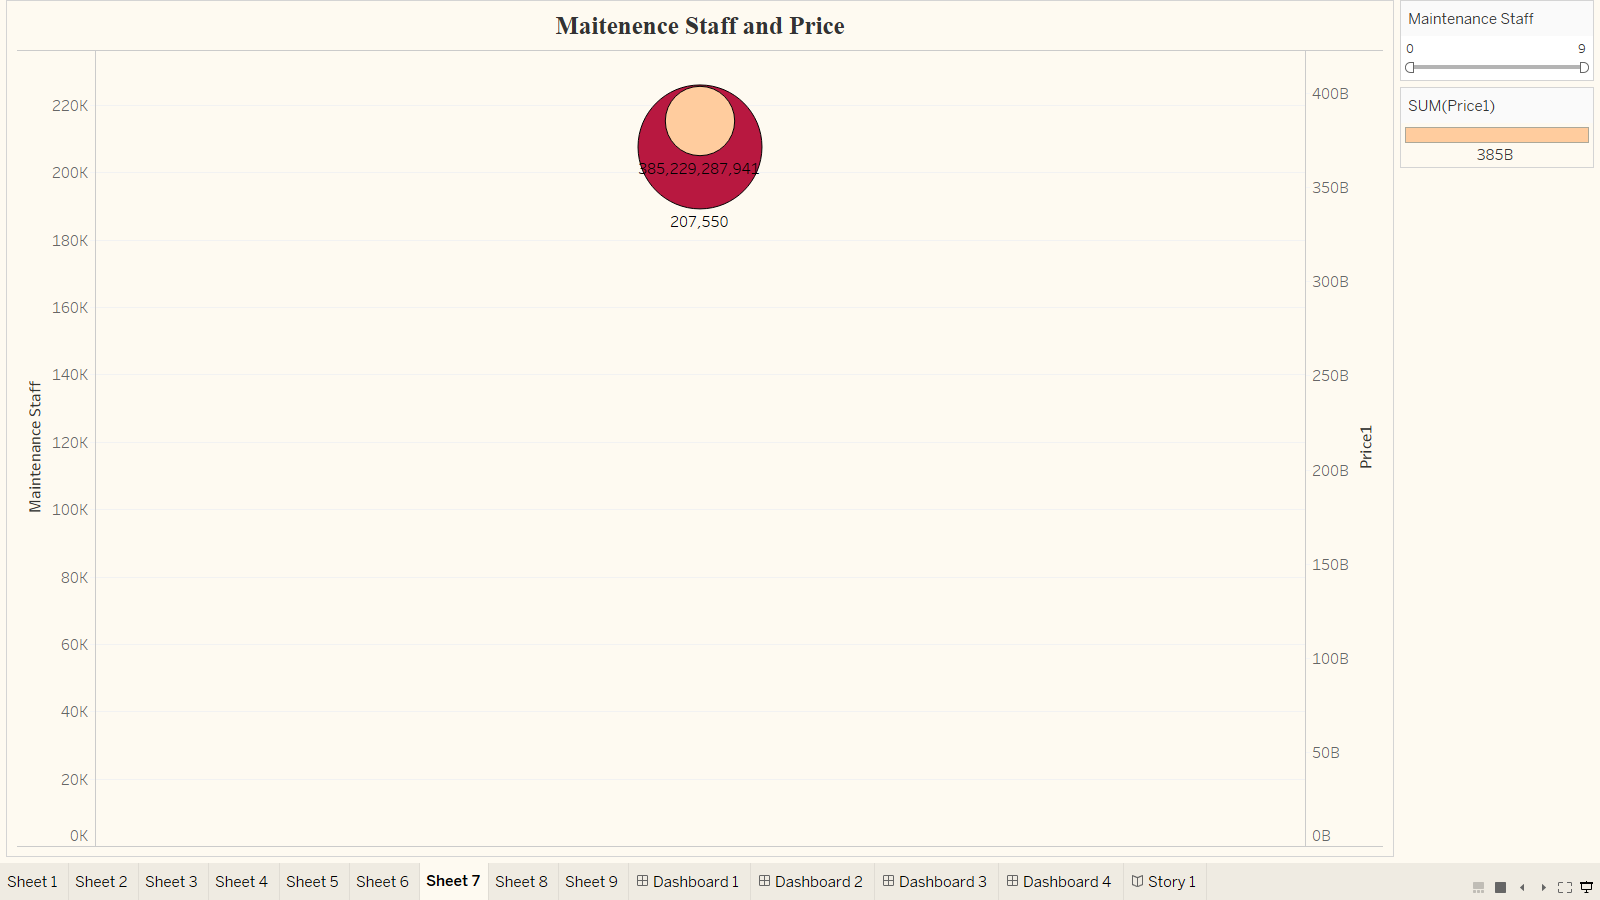 Maitenence Staff and Price
Maintenance Staff
0 9
SUM(Price1)
385B
220K
200K
180K
160K
140K
120K
100K
80K
60K
40K
20K
0K
Maintenance Staff
385,229,287,941
207,550
400B
350B
300B
250B
200B
150B
100B
50B
0B
Price1
Sheet 1 Sheet 2 Sheet 3 Sheet 4 Sheet 5 Sheet 6 Sheet 7 Sheet 8 Sheet 9 Dashboard 1 Dashboard 2 Dashboard 3 Dashboard 4 Story 1